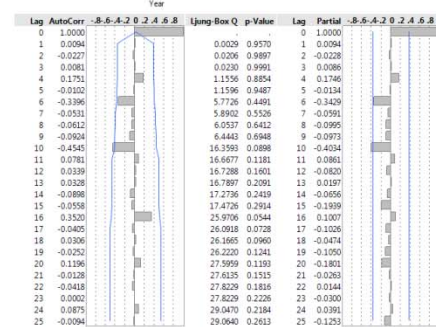 Year
Lag AutoCorr -.8-.6-.4-.2 0 .2 .4 .6 .8 Ljung-Box Q p-Value Lag Partial -.8-.6-.4-.2 0 .2 .4 .6 .8
0 1.0000 0 1.0000
1 0.0094 0.0029 0.9570 1 0.0094
2 -0.0227 0.0206 0.9897 2 -0.0228
3 0.0081 0.0230 0.9991 3 0.0086
4 0.1751 1.1556 0.8854 4 0.1746
5 -0.0102 1.1596 0.9487 5 -0.0134
6 -0.3396 5.7726 0.4491 6 -0.3429
7 -0.0531 5.8902 0.5526 7 -0.0591
8 -0.0612 6.0537 0.6412 8 -0.0995
9 -0.0924 6.4443 0.6948 9 -0.0973
10 -0.4545 16.3593 0.0898 10 -0.4034
11 0.0781 16.6677 0.1181 11 0.0861
12 0.0339 16.7288 0.1601 12 -0.0820
13 0.0328 16.7897 0.2091 13 0.0197
14 -0.0898 17.2736 0.2419 14 -0.0656
15 -0.0558 17.4726 0.2914 15 -0.1939
16 0.3520 25.9706 0.0544 16 0.1007
17 -0.0405 26.0918 0.0728 17 -0.1026
18 0.0306 26.1665 0.0960 18 -0.0474
19 -0.0252 26.2220 0.1241 19 -0.1050
20 0.1196 27.5959 0.1193 20 -0.1801
21 -0.0128 27.6135 0.1515 21 -0.0263
22 -0.0418 27.8229 0.1816 22 0.0144
23 0.0002 27.8229 0.2226 23 -0.0300
24 0.0875 29.0470 0.2184 24 0.0391
25 -0.0094 29.0640 0.2613 25 -0.1253